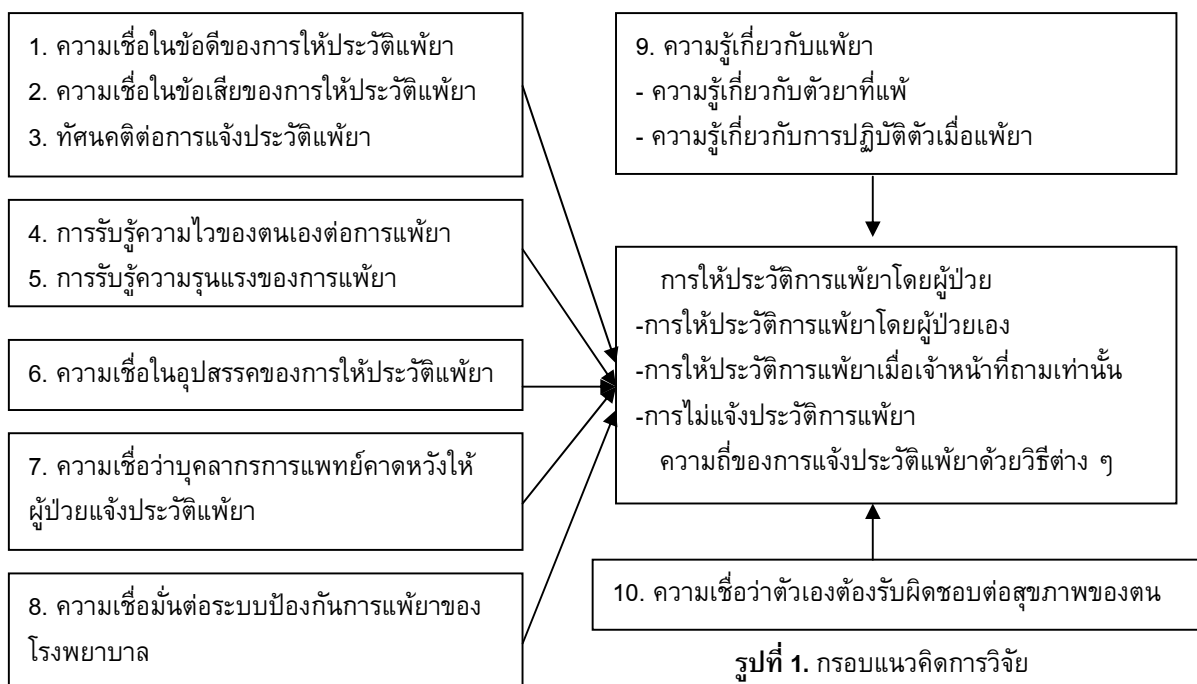 1. ความเชื่อในข้อดีของการให้ประวัติแพ้ยา
2. ความเชื่อในข้อเสียของการให้ประวัติแพ้ยา
3. ทัศนคติต่อการแจ้งประวัติแพ้ยา
4. การรับรู้ความไวของตนเองต่อการแพ้ยา
5. การรับรู้ความรุนแรงของการแพ้ยา
6. ความเชื่อในอุปสรรคของการให้ประวัติแพ้ยา
7. ความเชื่อว่าบุคลากรการแพทย์คาดหวังให้
ผู้ป่วยแจ้งประวัติแพ้ยา
8. ความเชื่อมั่นต่อระบบป้องกันการแพ้ยาของ
โรงพยาบาล
9. ความรู้เกี่ยวกับแพ้ยา
- ความรู้เกี่ยวกับตัวยาที่แพ้
- ความรู้เกี่ยวกับการปฏิบัติตัวเมื่อแพ้ยา
การให้ประวัติการแพ้ยาโดยผู้ป่วย
-การให้ประวัติการแพ้ยาโดยผู้ป่วยเอง
-การให้ประวัติการแพ้ยาเมื่อเจ้าหน้าที่ถามเท่านั้น
-การไม่แจ้งประวัติการแพ้ยา
ความถี่ของการแจ้งประวัติแพ้ยาด้วยวิธีต่าง ๆ
10. ความเชื่อว่าตัวเองต้องรับผิดชอบต่อสุขภาพของตน
รูปที่ 1. กรอบแนวคิดการวิจัย